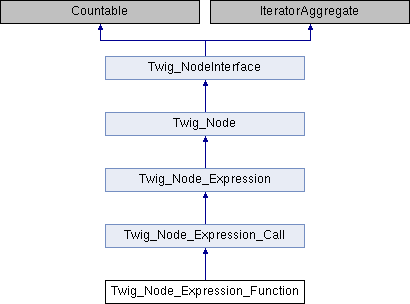 Countable
IteratorAggregate
Twig_NodeInterface
Twig_Node
Twig_Node_Expression
Twig_Node_Expression_Call
Twig_Node_Expression_Function